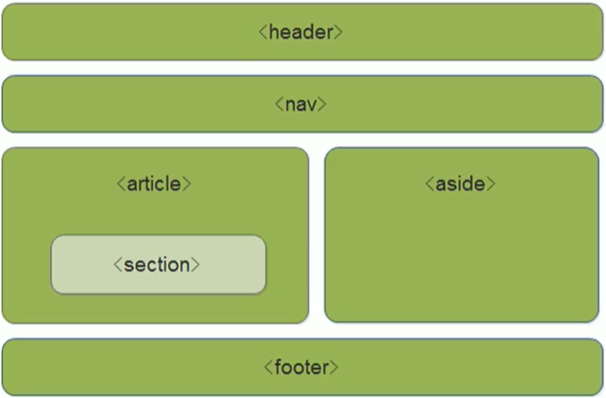 <header>
<nav>
<article>
<aside>
<section>
<footer>